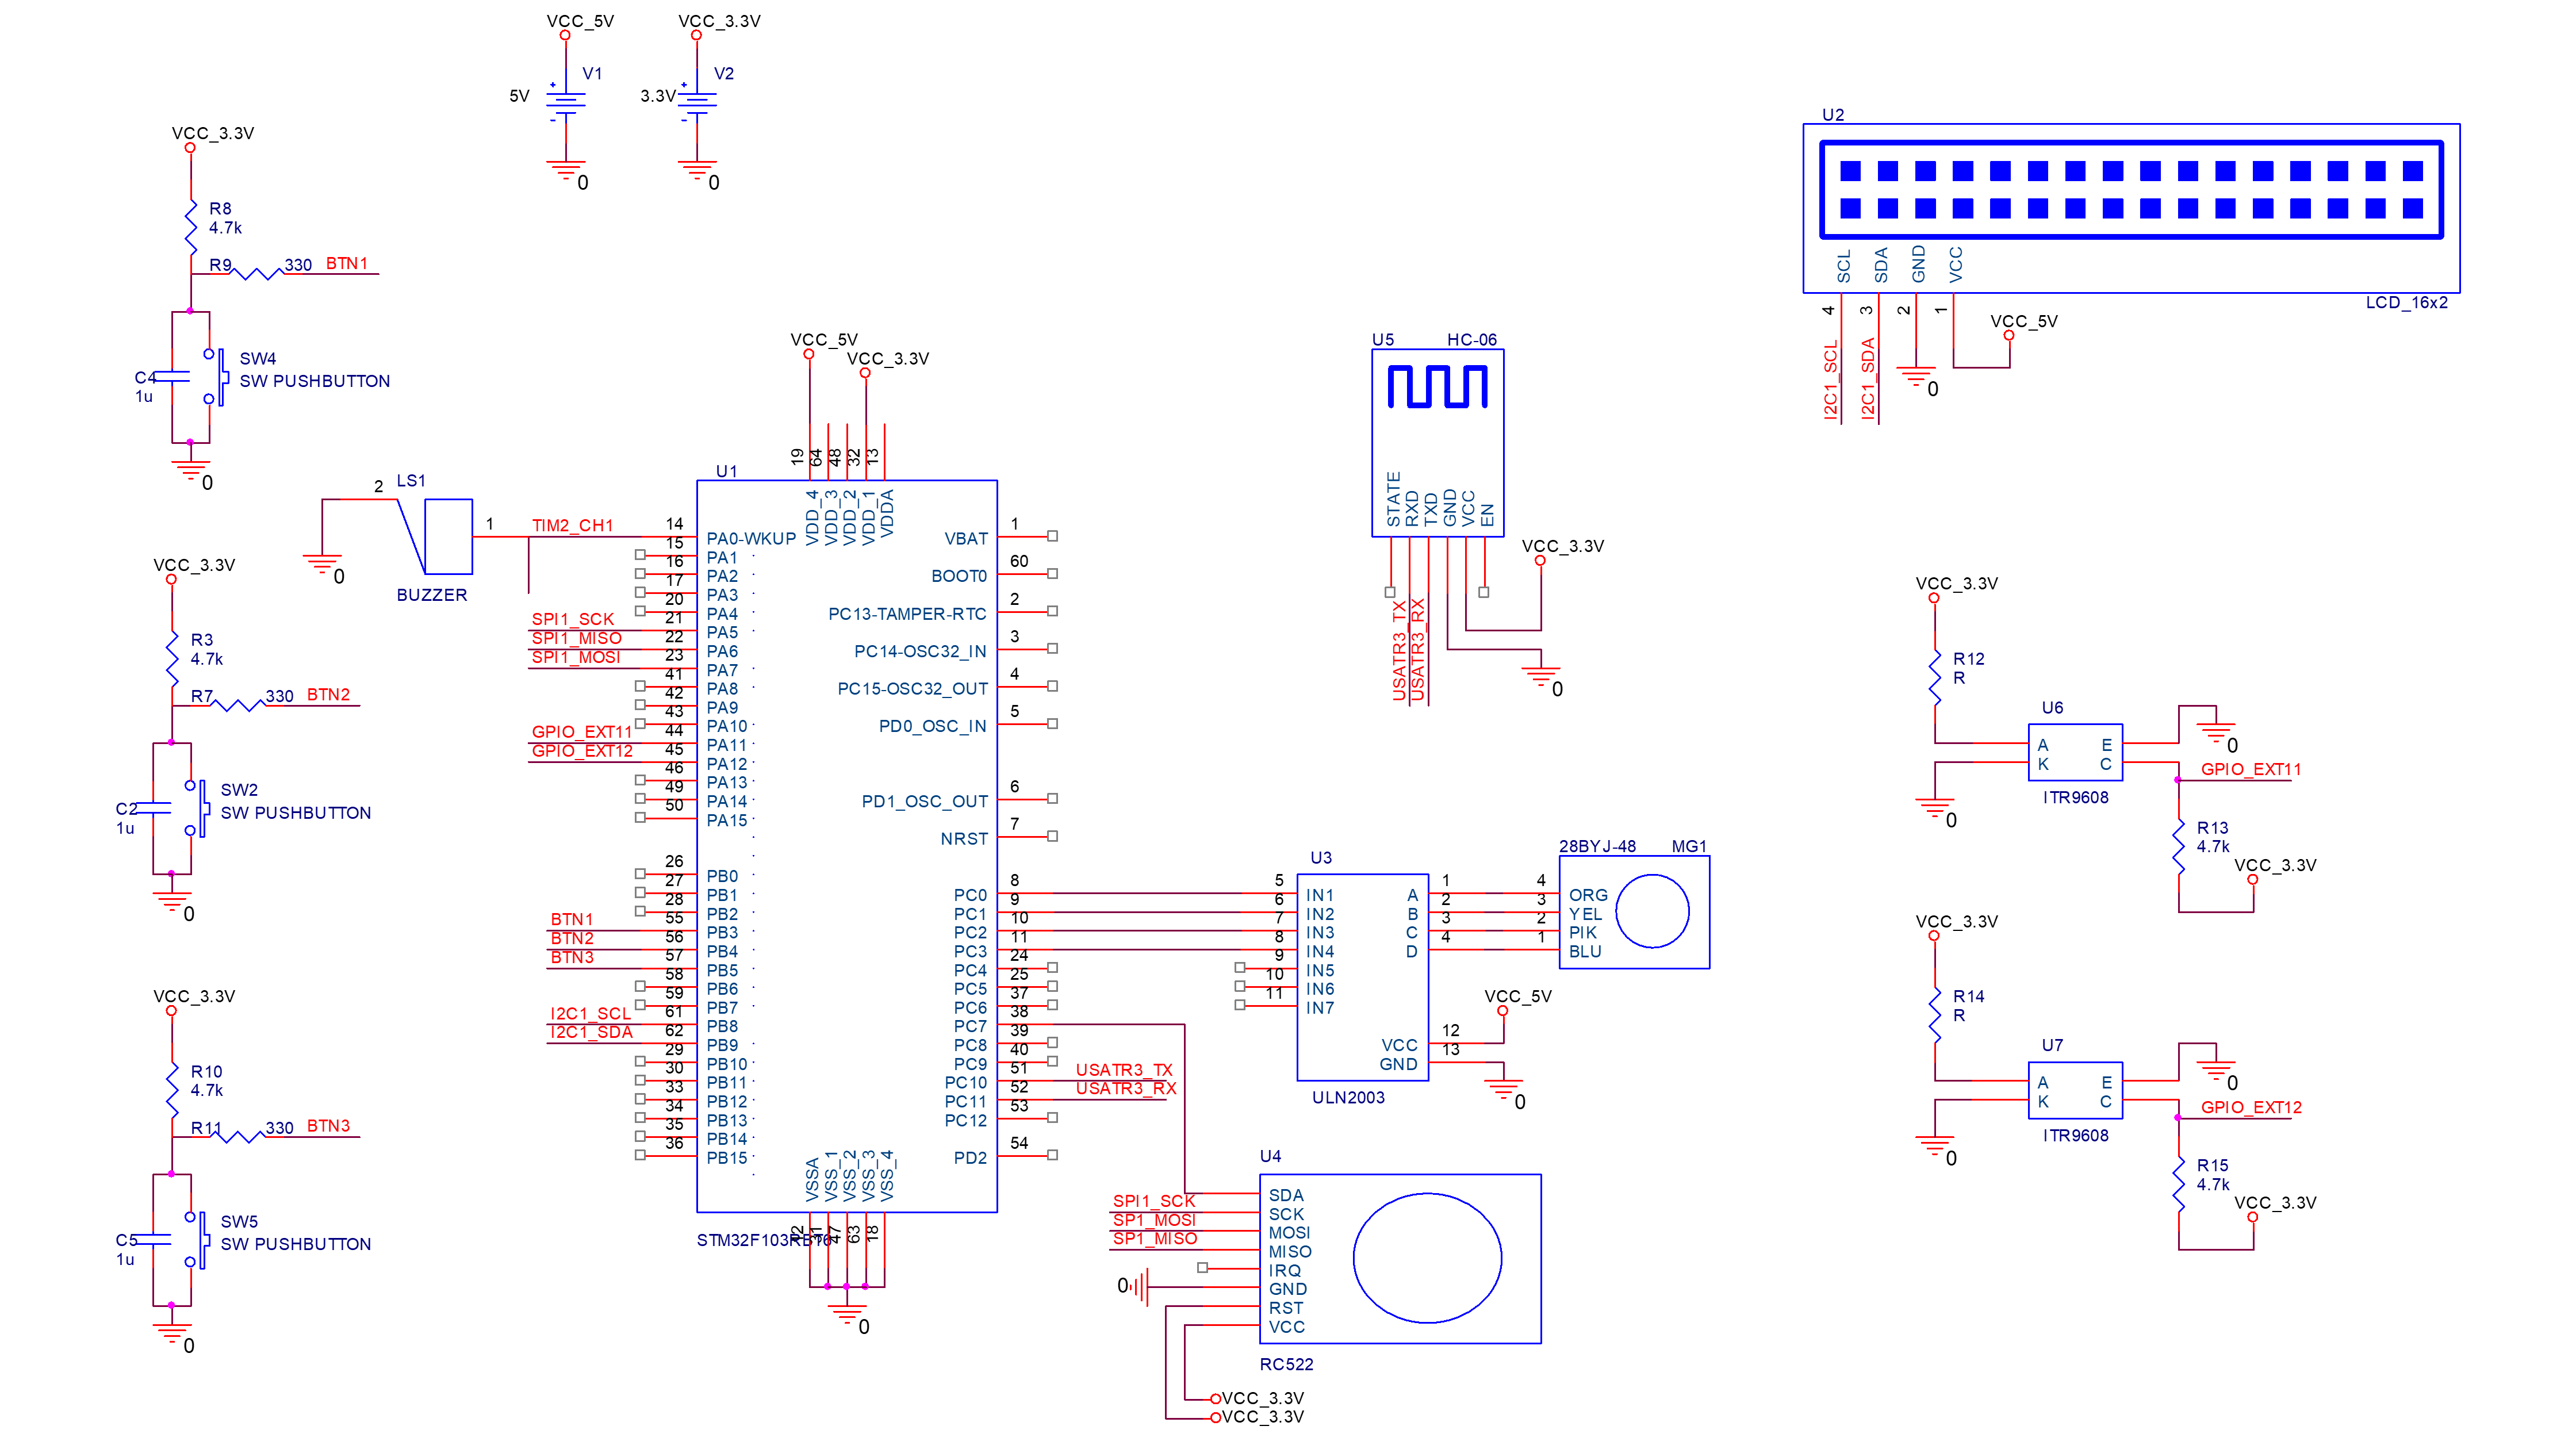 VCC_5V
VCC_3.3V
V1
5V
V2
3.3V
0
0
VCC_3.3V
R8
4.7k
R9
330
BTN1
C4
1u
SW4
SW PUSHBUTTON
0
VCC_3.3V
R3
4.7k
R7
330
BTN2
C2
1u
SW2
SW PUSHBUTTON
0
VCC_3.3V
R10
4.7k
R11
330
BTN3
C5
1u
SW5
SW PUSHBUTTON
0
LS1
2
1
BUZZER
0
VCC_5V
VCC_3.3V
U1
19
64
48
32
13
VDD_4
VDD_3
VDD_2
VDD_1
VDDA
TIM2_CH1 14 PA0-WKUP
15 PA1
16 PA2
17 PA3
20 PA4
SPI1_SCK 21 PA5
SPI1_MISO 22 PA6
SPI1_MOSI 23 PA7
41 PA8
42 PA9
43 PA10
GPIO_EXT11 44 PA11
GPIO_EXT12 45 PA12
46 PA13
49 PA14
50 PA15
26 PB0
27 PB1
28 PB2
BTN1 55 PB3
BTN2 56 PB4
BTN3 57 PB5
58 PB6
59 PB7
I2C1_SCL 61 PB8
I2C1_SDA 62 PB9
29 PB10
30 PB11
33 PB12
34 PB13
35 PB14
36 PB15
VBAT 1
BOOT0 60
PC13-TAMPER-RTC 2
PC14-OSC32_IN 3
PC15-OSC32_OUT 4
PD0_OSC_IN 5
PD1_OSC_OUT 6
NRST 7
PC0 8
PC1 9
PC2 10
PC3 11
PC4 24
PC5 25
PC6 37
PC7 38
PC8 39
PC9 40
PC10 51 USATR3_TX
PC11 52 USATR3_RX
PC12 53
PD2 54
VSSA
VSS_1
VSS_2
VSS_3
VSS_4
47
63
18
0
U5
HC-06
STATE
RXD
TXD
GND
VCC
EN
USATR3_TX
USATR3_RX
VCC_3.3V
0
U2
SCL
SDA
GND
VCC
LCD_16x2
4
3
2
1
I2C1_SCL
I2C1_SDA
0
VCC_5V
U3
5 IN1
6 IN2
7 IN3
8 IN4
9 IN5
10 IN6
11 IN7
A 1
B 2
C 3
D 4
VCC 12
GND 13
VCC_5V
0
ULN2003
28BYJ-48
MG1
4 ORG
3 YEL
2 PIK
1 BLU
U4
SDA
SPI1_SCK SCK
SP1_MOSI MOSI
SP1_MISO MISO
IRQ
0 GND
RST
VCC
RC522
VCC_3.3V
VCC_3.3V
VCC_3.3V
R12
R
U6
A
K
E
C
ITR9608
0
0
GPIO_EXT11
R13
4.7k
VCC_3.3V
VCC_3.3V
R14
R
U7
A
K
E
C
ITR9608
0
0
GPIO_EXT12
R15
4.7k
VCC_3.3V